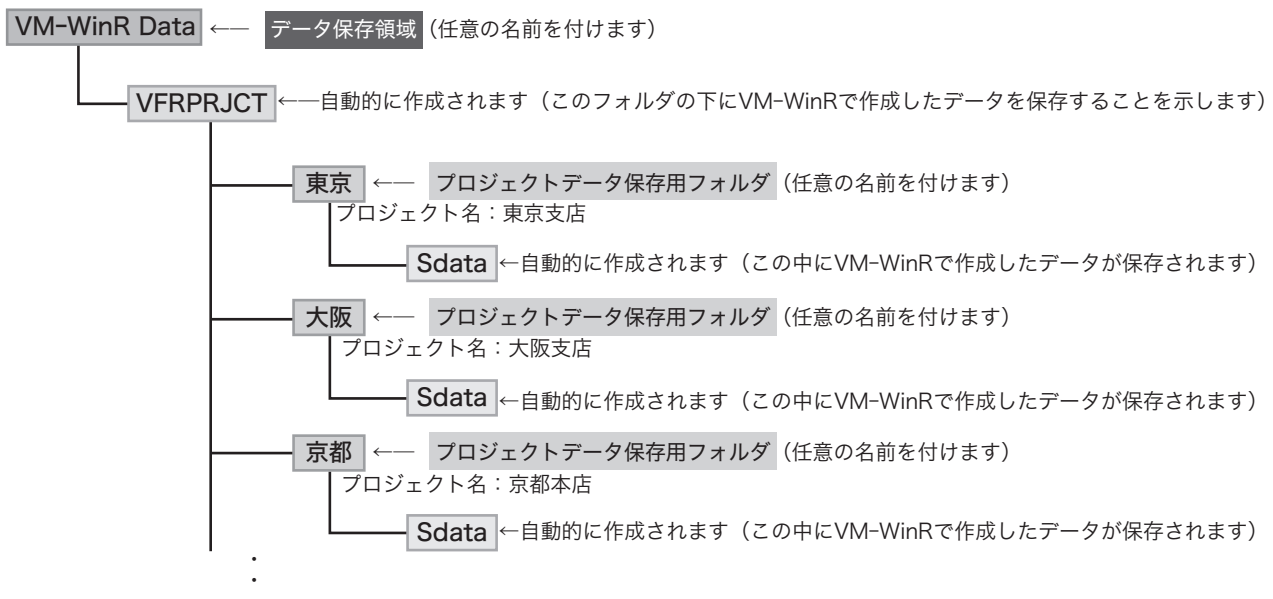 VM-WinR Data ←― データ保存領域 (任意の名前を付けます)
VFRPRJCT ←―自動的に作成されます（このフォルダの下にVM-WinRで作成したデータを保存することを示します）
東京 ←― プロジェクトデータ保存用フォルダ (任意の名前を付けます)
プロジェクト名：東京支店
Sdata ←自動的に作成されます（この中にVM-WinRで作成したデータが保存されます）
大阪 ←― プロジェクトデータ保存用フォルダ (任意の名前を付けます)
プロジェクト名：大阪支店
Sdata ←自動的に作成されます（この中にVM-WinRで作成したデータが保存されます）
京都 ←― プロジェクトデータ保存用フォルダ (任意の名前を付けます)
プロジェクト名：京都本店
Sdata ←自動的に作成されます（この中にVM-WinRで作成したデータが保存されます）